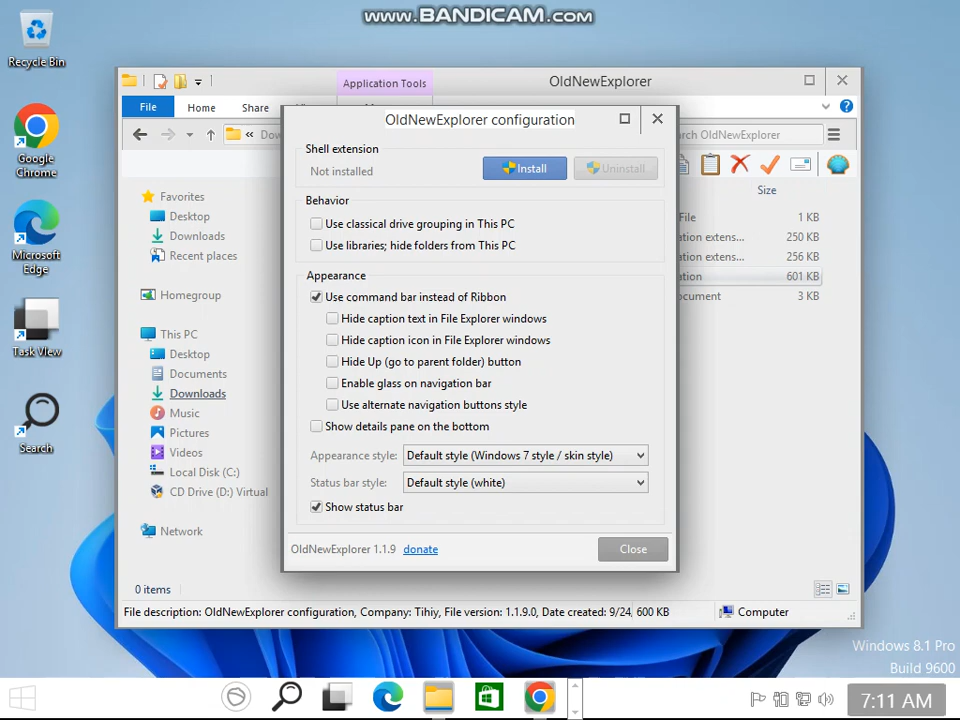 www.BANDICAM.com
Recycle Bin
Google Chrome
Microsoft Edge
Task View
Search
Application Tools
OldNewExplorer
File
Home
Share
« Dow
rch OldNewExplorer
Favorites
Desktop
Downloads
Recent places
Homegroup
This PC
Desktop
Documents
Downloads
Music
Pictures
Videos
Local Disk (C:)
CD Drive (D:) Virtual
Network
Size
File 1 KB
ation extens... 250 KB
ation extens... 256 KB
ation 601 KB
ocument 3 KB
OldNewExplorer configuration
Shell extension
Not installed
Install
Uninstall
Behavior
Use classical drive grouping in This PC
Use libraries; hide folders from This PC
Appearance
Use command bar instead of Ribbon
Hide caption text in File Explorer windows
Hide caption icon in File Explorer windows
Hide Up (go to parent folder) button
Enable glass on navigation bar
Use alternate navigation buttons style
Show details pane on the bottom
Appearance style: Default style (Windows 7 style / skin style)
Status bar style: Default style (white)
Show status bar
OldNewExplorer 1.1.9 donate
Close
0 items
File description: OldNewExplorer configuration, Company: Tihiy, File version: 1.1.9.0, Date created: 9/24, 600 KB
Computer
Windows 8.1 Pro
Build 9600
7:11 AM